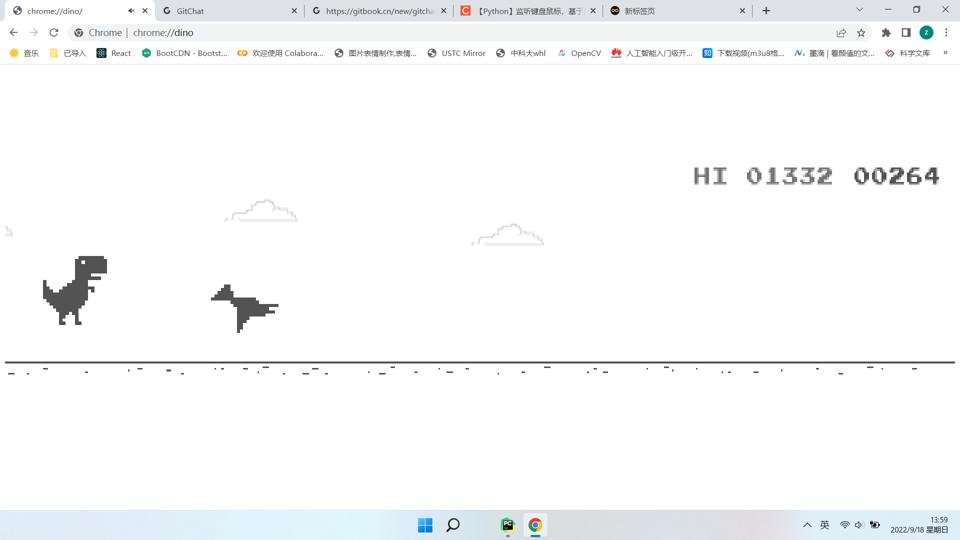 chrome://dino/
GitChat
https://gitbook.cn/new/gitcha
【Python】监听键盘鼠标，基于
新标签页
Chrome | chrome://dino
音乐
已导入
React
BootCDN - Bootst...
欢迎使用 Colabora...
图片表情制作,表情...
USTC Mirror
中科大whl
OpenCV
人工智能入门极开...
下载视频(m3u8格...
墨滴 | 看颜值的文...
科学文库
HI 01332 00264
英
13:59
2022/9/18 星期日